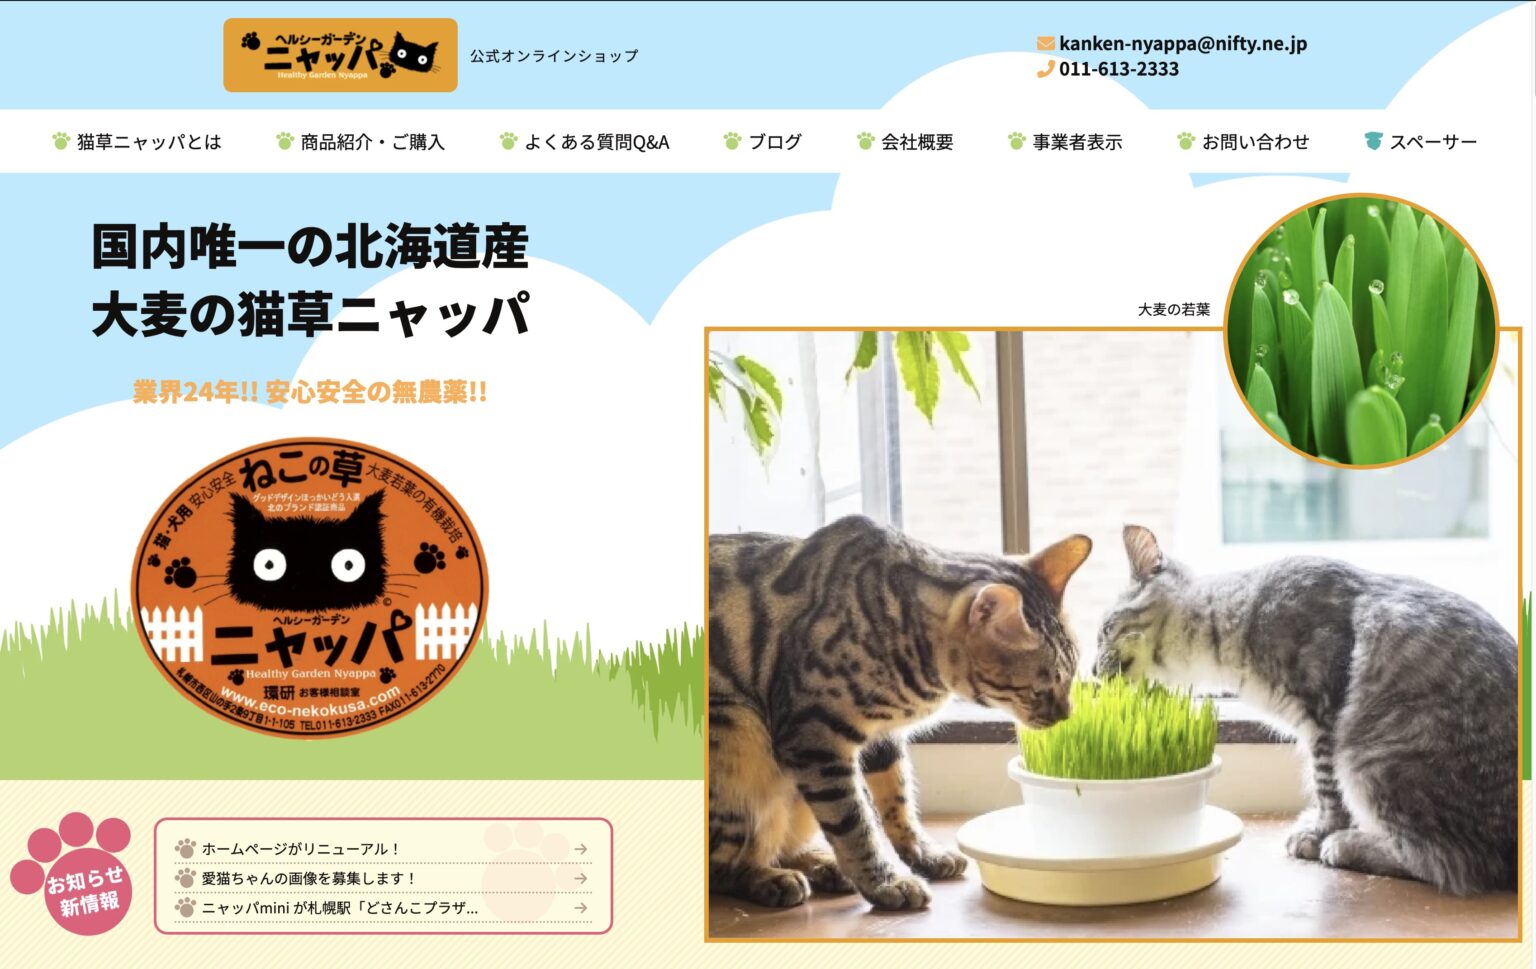 ヘルシーガーデン
ニャッパ
Healthy Garden Nyappa
公式オンラインショップ
kanken-nyappa@nifty.ne.jp
011-613-2333
猫草ニャッパとは
商品紹介・ご購入
よくある質問Q&A
ブログ
会社概要
事業者表示
お問い合わせ
スペーサー
国内唯一の北海道産
大麦の猫草ニャッパ
業界24年!! 安心安全の無農薬!!
大麦の若葉
猫・犬用 安心安全 ねこの草 大麦若葉の有機栽培
グッドデザインほっかいどう入選
北のブランド認証商品
©
ヘルシーガーデン
ニャッパ
Healthy Garden Nyappa
環研 お客様相談室
www.eco-nekokusa.com
札幌市西区山の手2条9丁目1-1-105 TEL011-613-2333 FAX011-613-2770
お知らせ
新情報
ホームページがリニューアル！
愛猫ちゃんの画像を募集します！
ニャッパmini が札幌駅「どさんこプラザ...